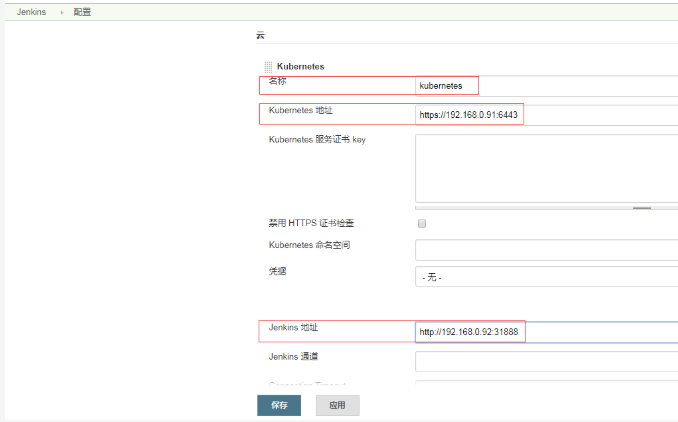 Jenkins › 配置
云
Kubernetes
名称
kubernetes
Kubernetes 地址
https://192.168.0.91:6443
Kubernetes 服务证书 key
禁用 HTTPS 证书检查
Kubernetes 命名空间
凭据
- 无 -
Jenkins 地址
http://192.168.0.92:31888
Jenkins 通道
Connection Timeout
保存
应用